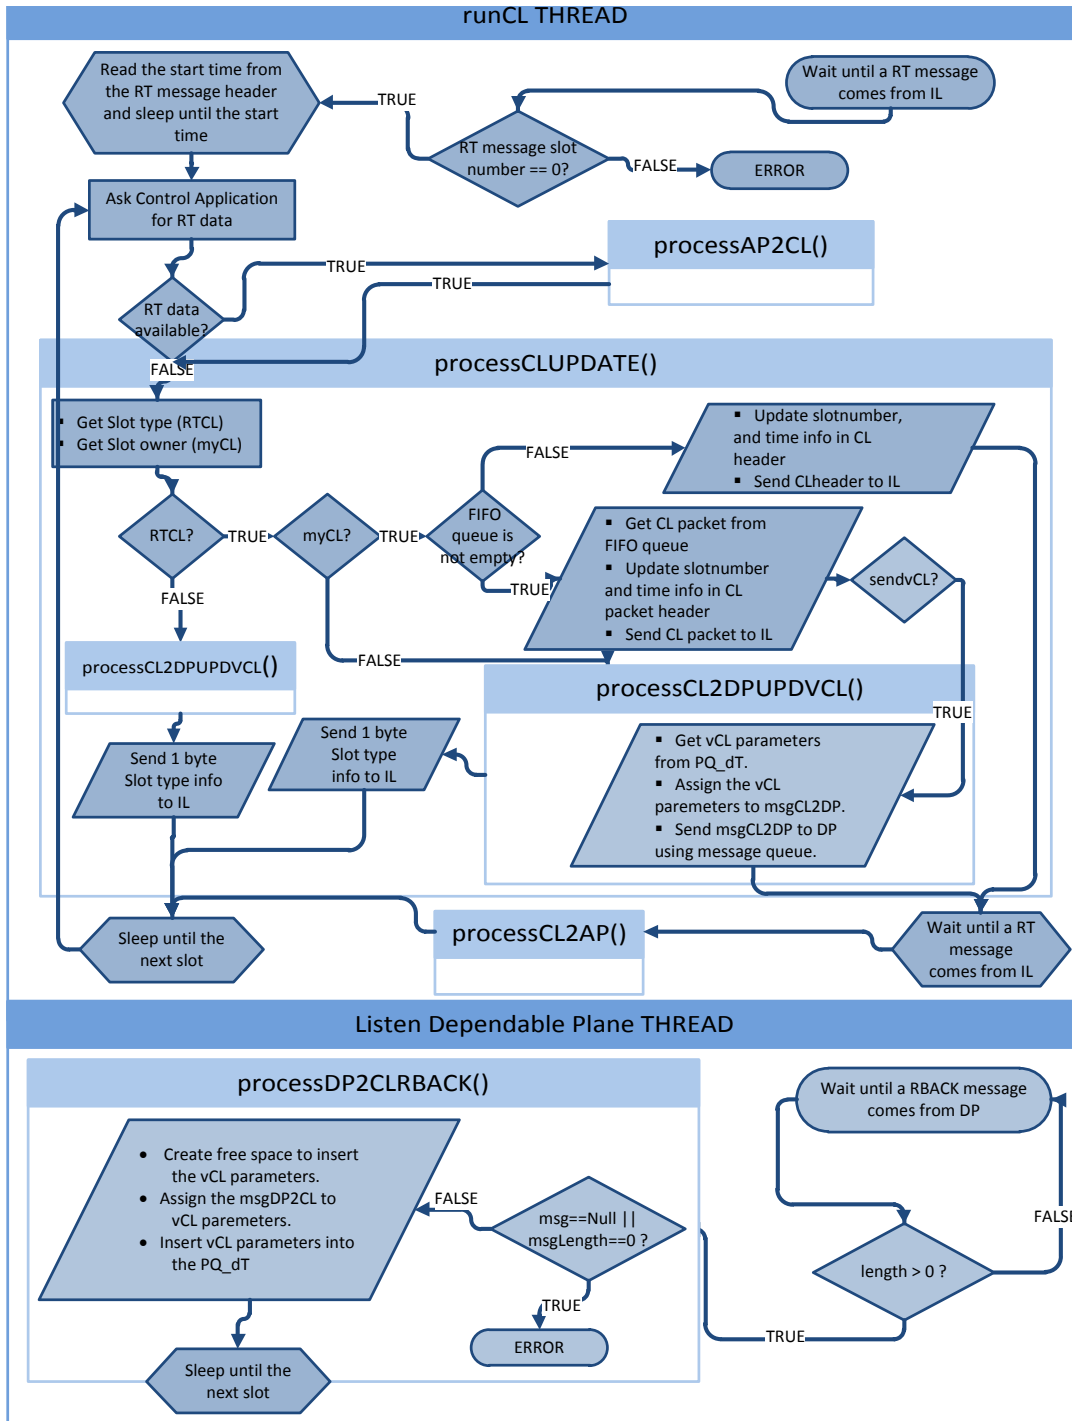 runCL THREAD
Read the start time from
the RT message header
and sleep until the start
time
TRUE
Wait until a RT message
comes from IL
RT message slot
number == 0?
FALSE
ERROR
Ask Control Application
for RT data
processAP2CL()
TRUE
TRUE
RT data
available?
FALSE
processCLUPDATE()
▪ Get Slot type (RTCL)
▪ Get Slot owner (myCL)
▪ Update slotnumber,
and time info in CL
header
▪ Send CLheader to IL
FALSE
RTCL?
TRUE
myCL?
TRUE
FIFO
queue is
not empty?
TRUE
▪ Get CL packet from
FIFO queue
▪ Update slotnumber
and time info in CL
packet header
▪ Send CL packet to IL
sendvCL?
FALSE
FALSE
processCL2DPUPDVCL()
processCL2DPUPDVCL()
TRUE
Send 1 byte
Slot type info
to IL
Send 1 byte
Slot type
info to IL
▪ Get vCL parameters
from PQ_dT.
▪ Assign the vCL
paremeters to msgCL2DP.
▪ Send msgCL2DP to DP
using message queue.
Sleep until the
next slot
processCL2AP()
Wait until a RT
message
comes from IL
Listen Dependable Plane THREAD
processDP2CLRBACK()
Wait until a RBACK message
comes from DP
• Create free space to insert
the vCL parameters.
• Assign the msgDP2CL to
vCL paremeters.
• Insert vCL parameters into
the PQ_dT
FALSE
msg==Null ||
msgLength==0 ?
FALSE
length > 0 ?
TRUE
TRUE
ERROR
Sleep until the
next slot